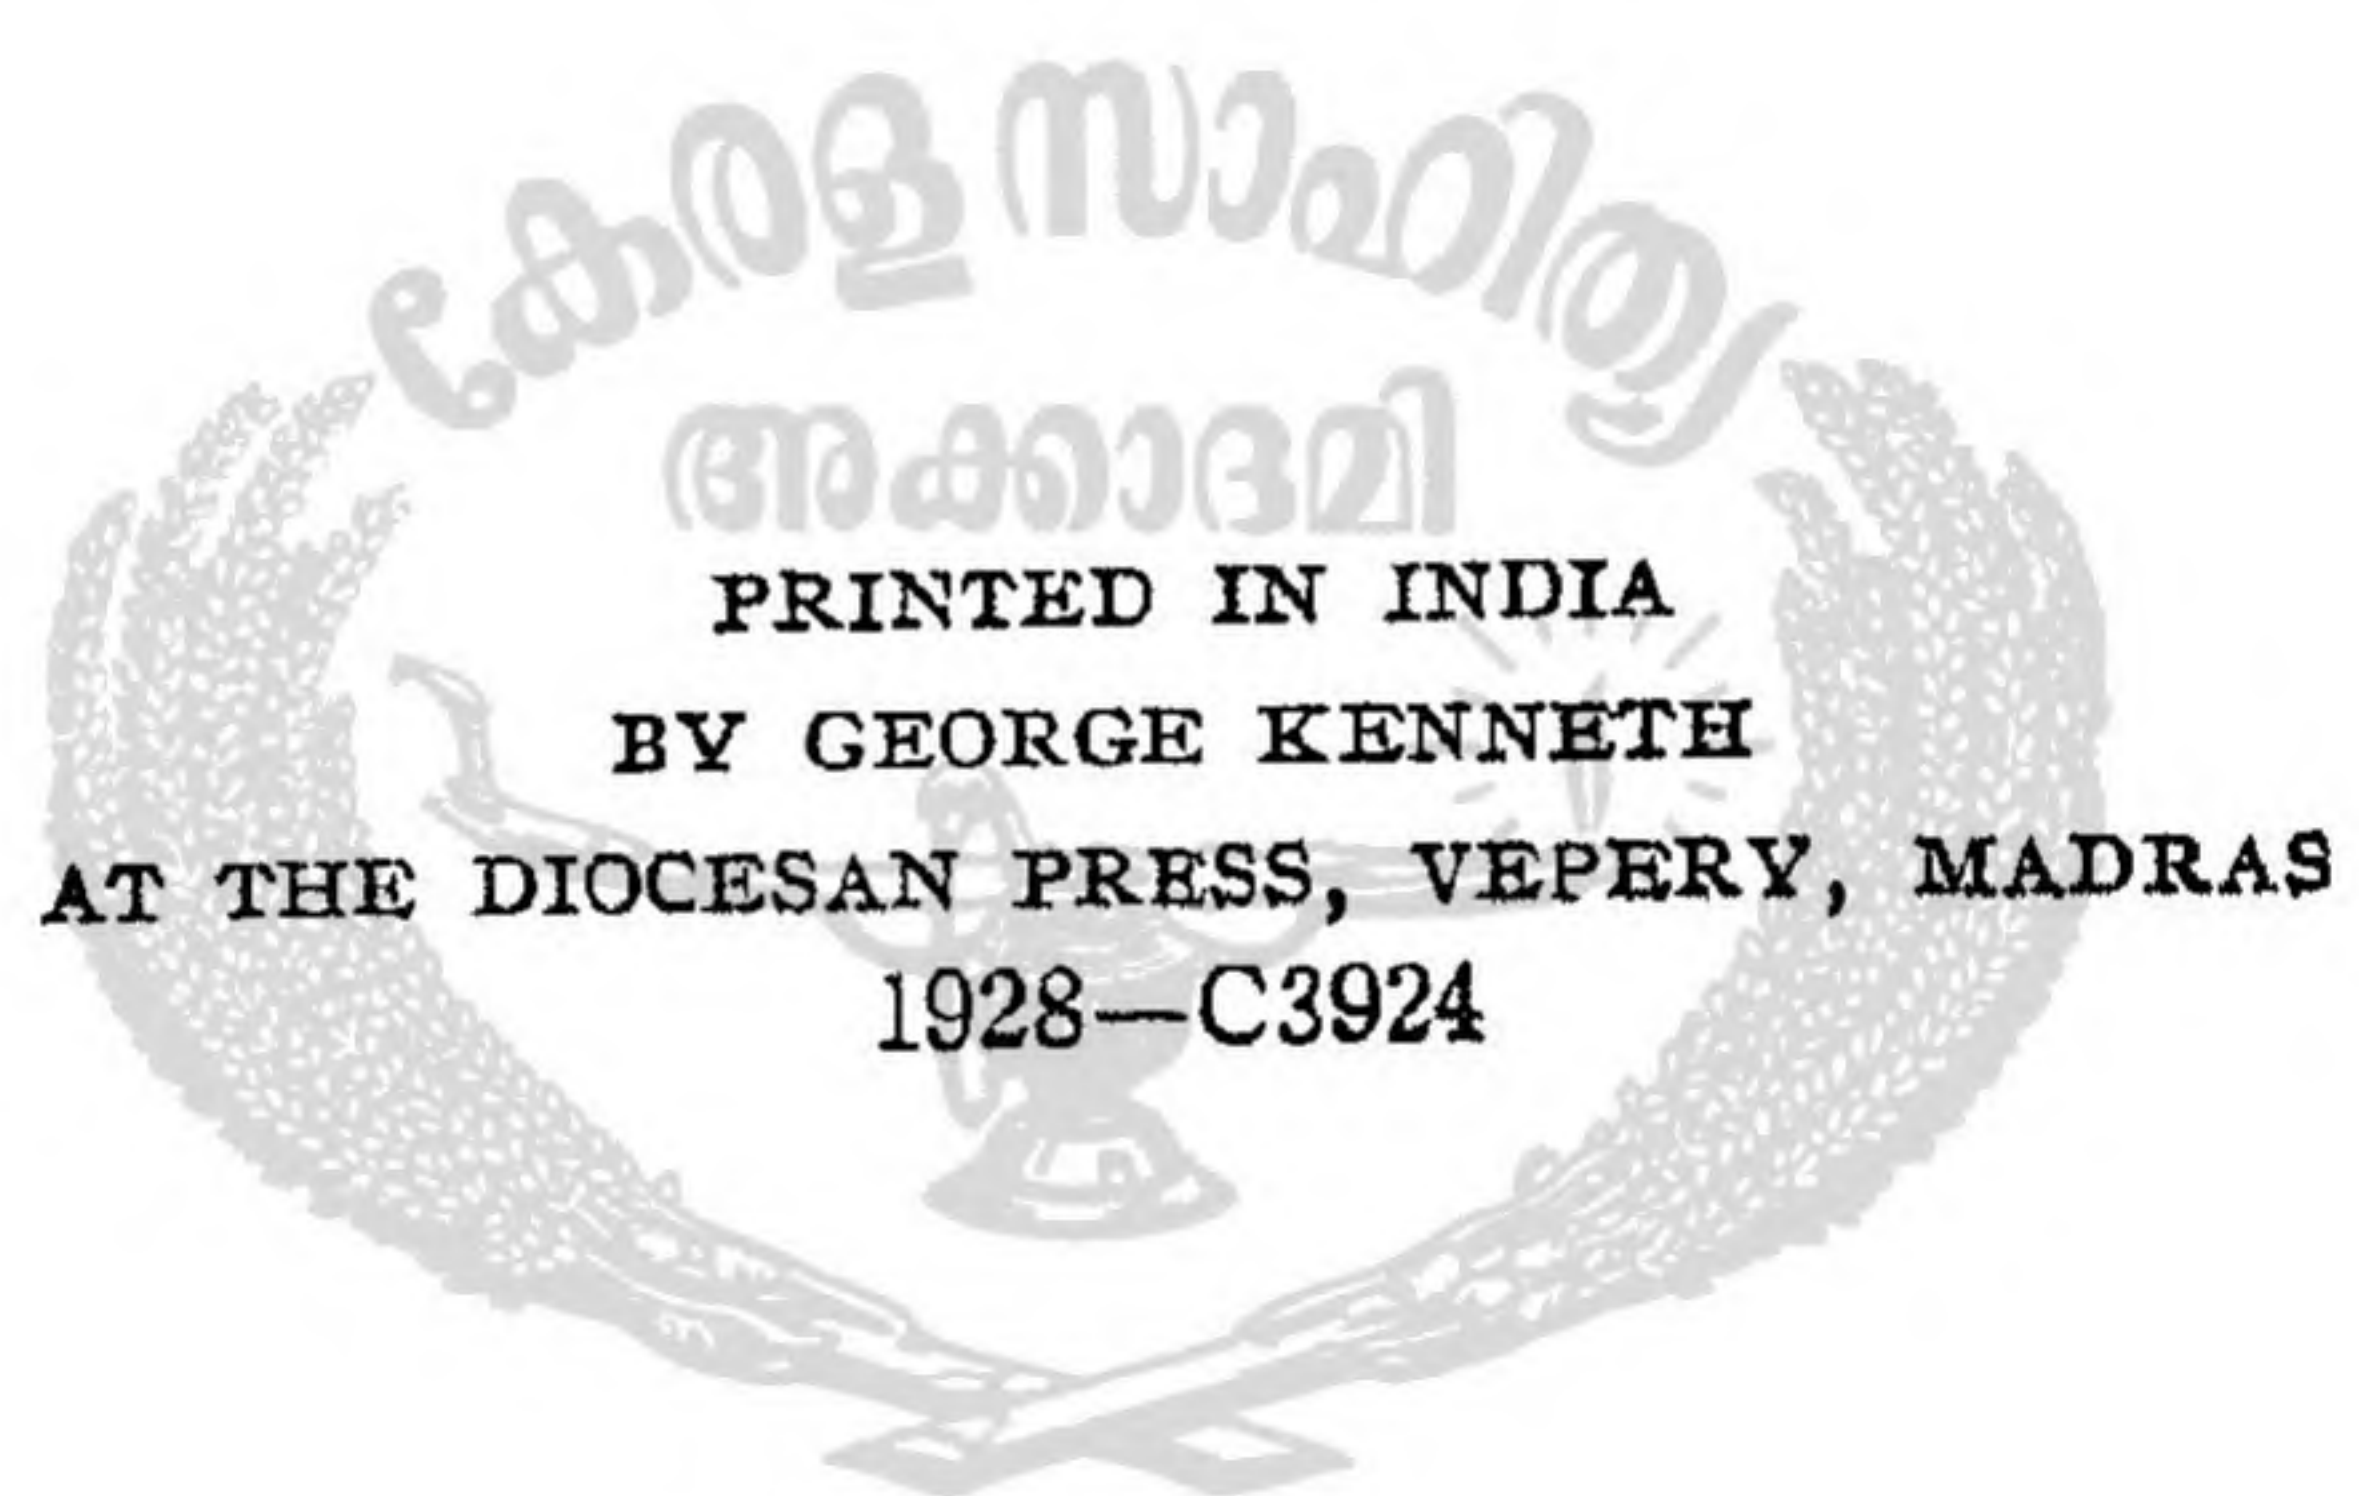 കേരള സാഹിത്യ
അക്കാദമി
PRINTED IN INDIA
BY GEORGE KENNETH
AT THE DIOCESAN PRESS, VEPERY, MADRAS
1928—C3924